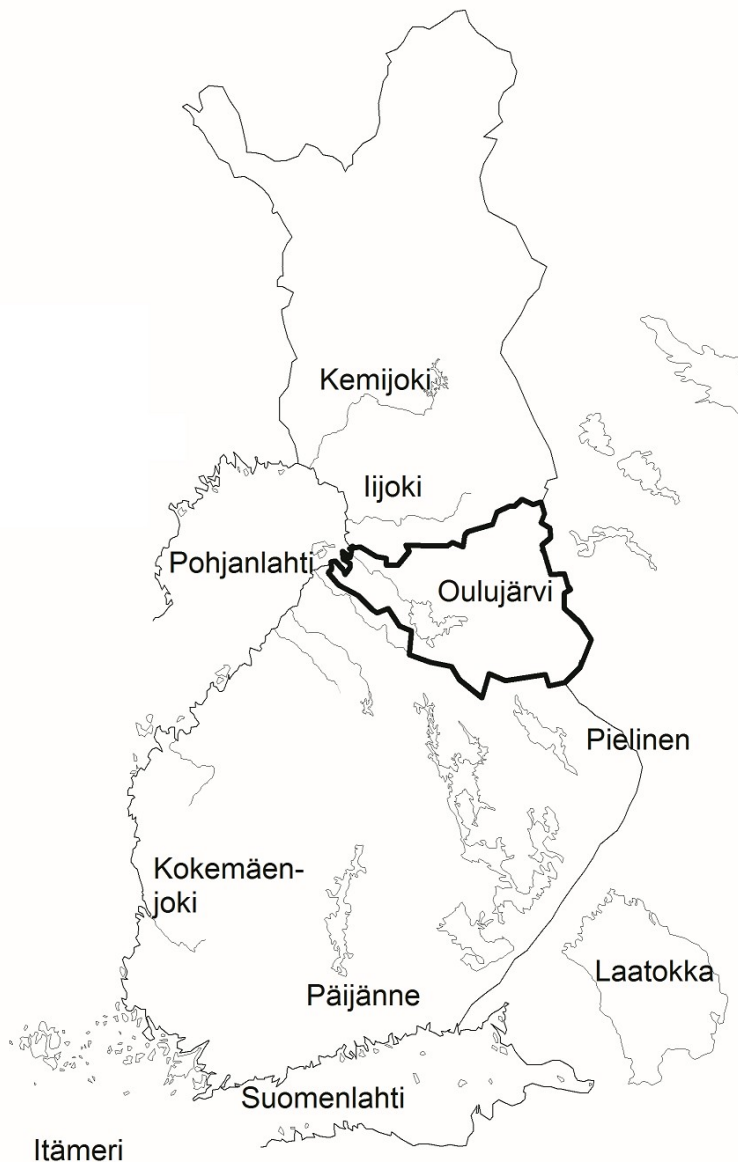 Kemijoki
Iijoki
Pohjanlahti
Oulujärvi
Pielinen
Kokemäen-
joki
Laatokka
Päijänne
Suomenlahti
Itämeri